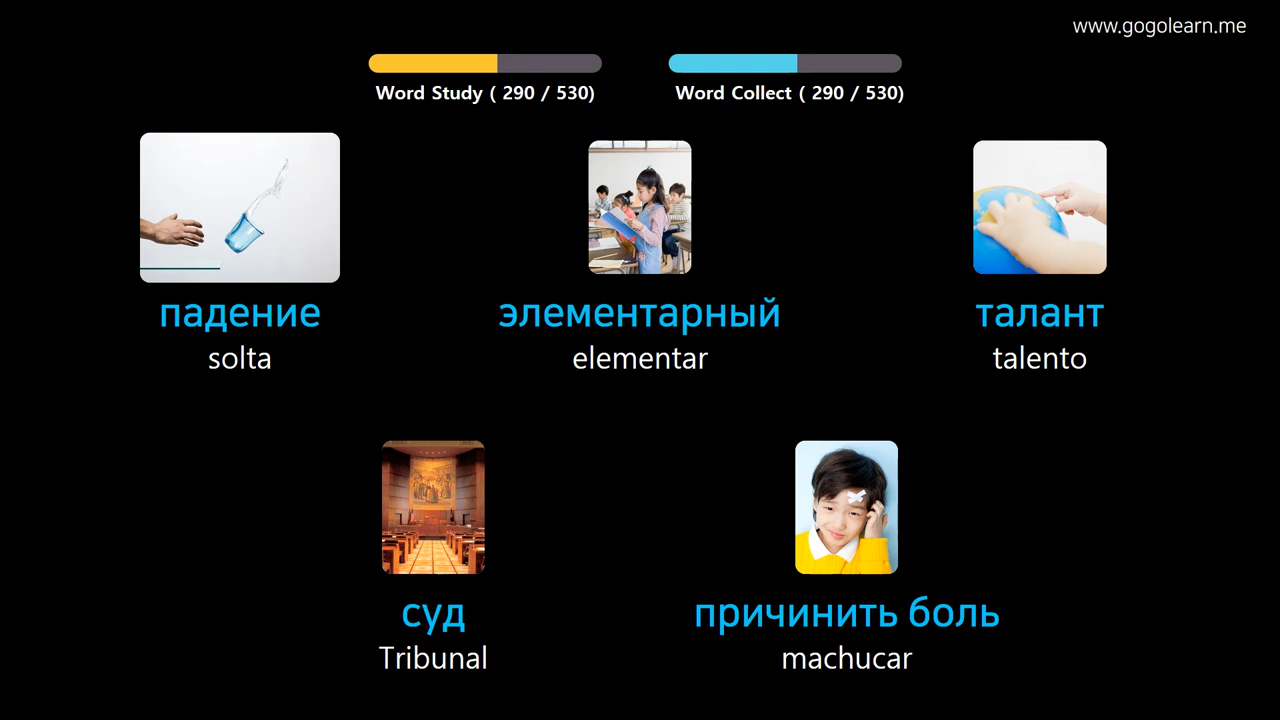 www.gogolearn.me
Word Study ( 290 / 530)
Word Collect ( 290 / 530)
падение
solta
элементарный
elementar
талант
talento
суд
Tribunal
причинить боль
machucar